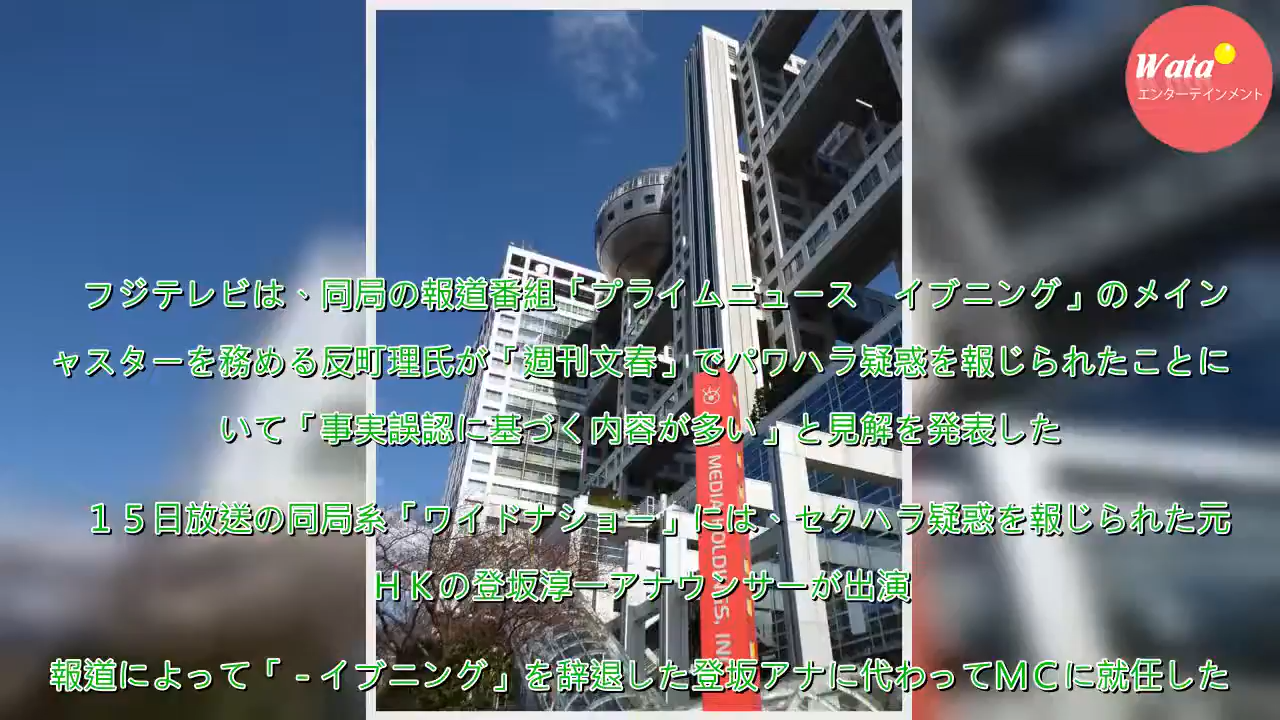 Wata
エンターテインメント
フジテレビは、同局の報道番組「プライムニュース　イブニング」のメイン
ャスターを務める反町理氏が「週刊文春」でパワハラ疑惑を報じられたことに
いて「事実誤認に基づく内容が多い」と見解を発表した
１５日放送の同局系「ワイドナショー」には、セクハラ疑惑を報じられた元
ＨＫの登坂淳一アナウンサーが出演
報道によって「－イブニング」を辞退した登坂アナに代わってＭＣに就任した
MEDIA HOLDINGS, IN